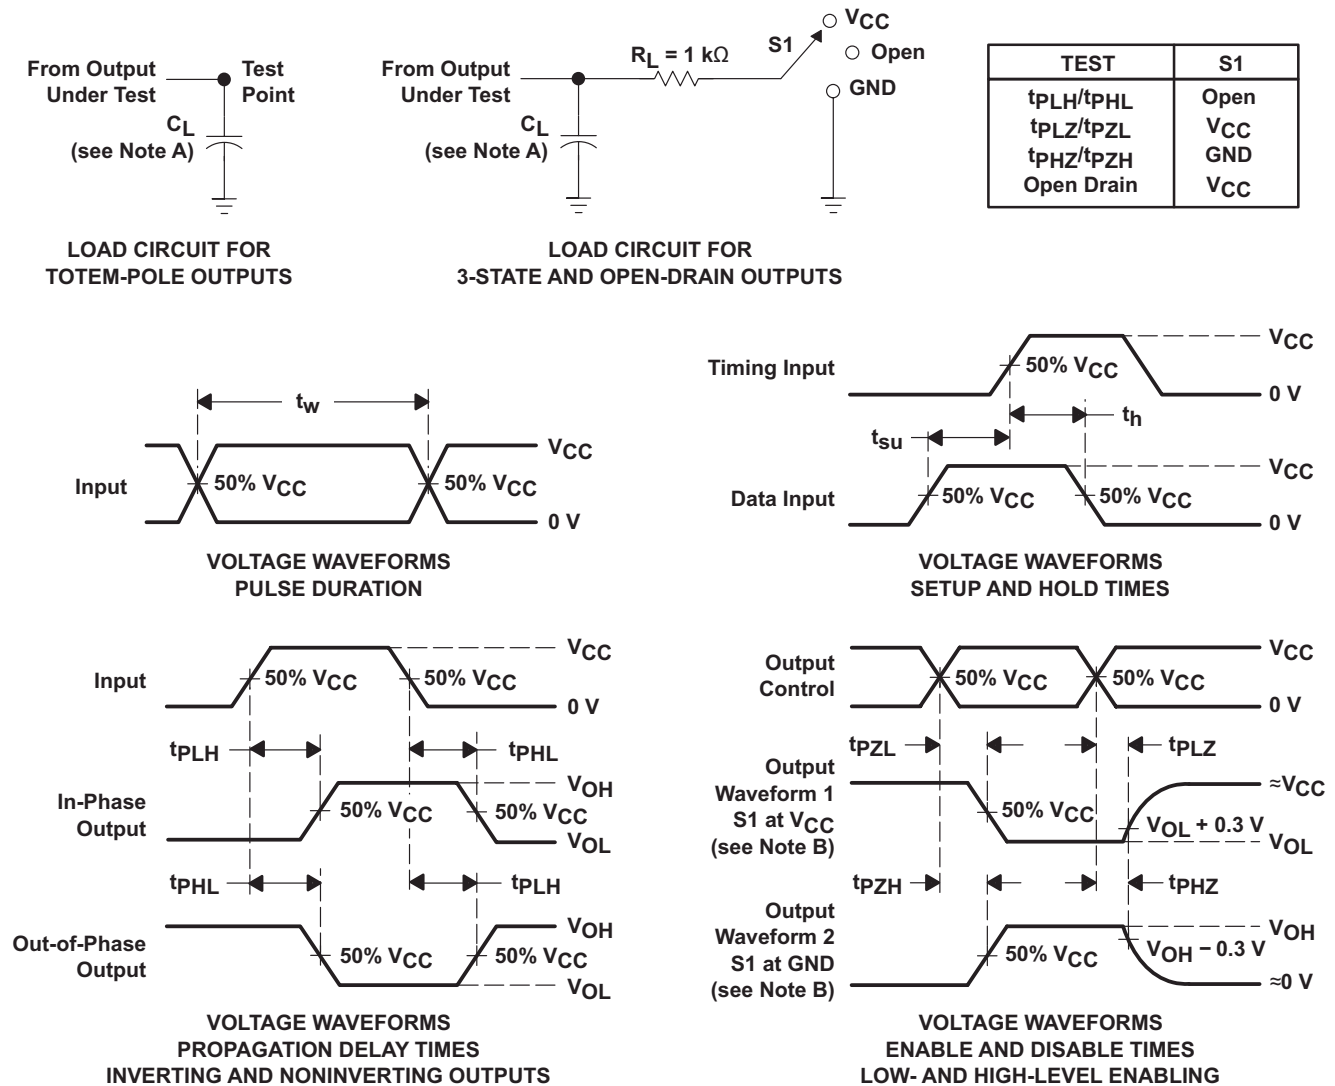 From Output
Under Test
Test
Point
CL
(see Note A)
LOAD CIRCUIT FOR
TOTEM-POLE OUTPUTS
From Output
Under Test
RL = 1 kΩ
S1
VCC
Open
GND
CL
(see Note A)
LOAD CIRCUIT FOR
3-STATE AND OPEN-DRAIN OUTPUTS
TEST S1
tPLH/tPHL Open
tPLZ/tPZL VCC
tPHZ/tPZH GND
Open Drain VCC
tw
Input
50% VCC
50% VCC
VCC
0 V
VOLTAGE WAVEFORMS
PULSE DURATION
Timing Input
50% VCC
VCC
0 V
tsu
th
Data Input
50% VCC
50% VCC
VCC
0 V
VOLTAGE WAVEFORMS
SETUP AND HOLD TIMES
Input
50% VCC
50% VCC
VCC
0 V
tPLH
tPHL
In-Phase
Output
50% VCC
50% VCC
VOH
VOL
tPHL
tPLH
Out-of-Phase
Output
50% VCC
50% VCC
VOH
VOL
VOLTAGE WAVEFORMS
PROPAGATION DELAY TIMES
INVERTING AND NONINVERTING OUTPUTS
Output
Control
50% VCC
50% VCC
VCC
0 V
tPZL
tPLZ
Output
Waveform 1
S1 at VCC
(see Note B)
50% VCC
VOL + 0.3 V
≈VCC
VOL
tPZH
tPHZ
Output
Waveform 2
S1 at GND
(see Note B)
50% VCC
VOH − 0.3 V
VOH
≈0 V
VOLTAGE WAVEFORMS
ENABLE AND DISABLE TIMES
LOW- AND HIGH-LEVEL ENABLING